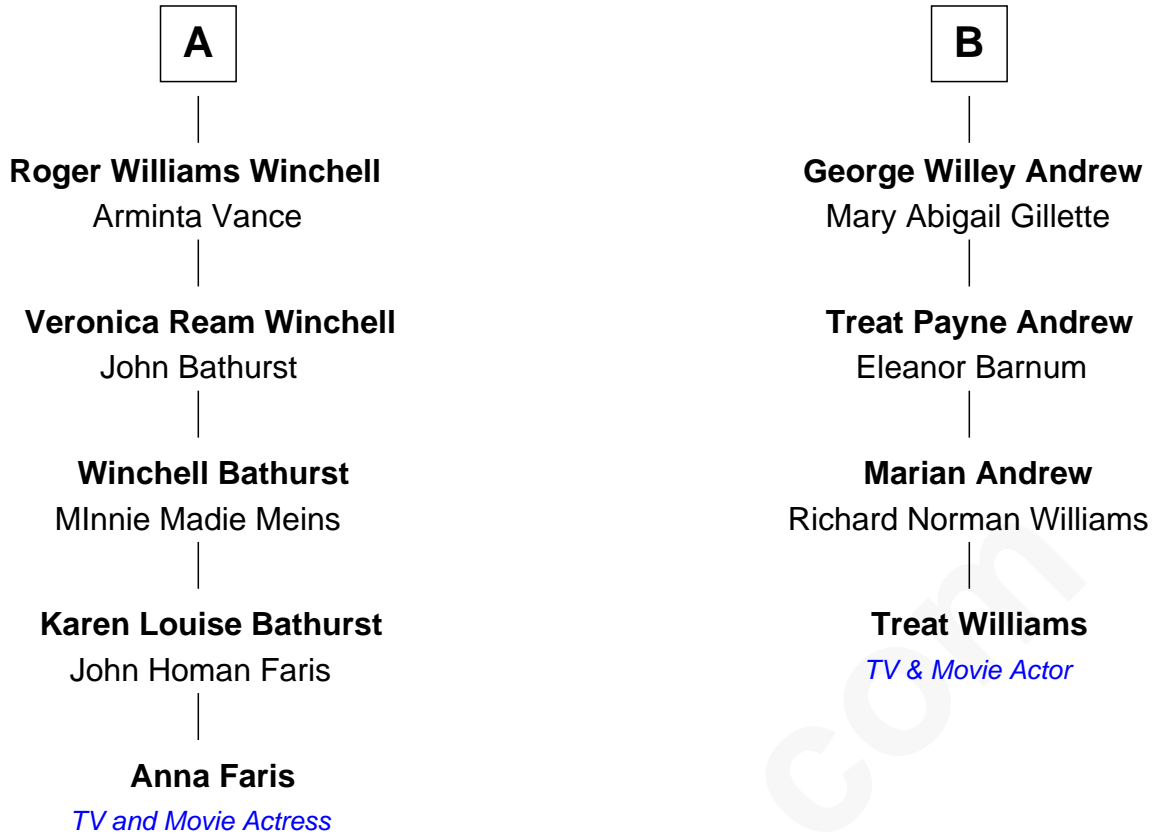 A
Roger Williams Winchell
Arminta Vance
Veronica Ream Winchell
John Bathurst
Winchell Bathurst
MInnie Madie Meins
Karen Louise Bathurst
John Homan Faris
Anna Faris
TV and Movie Actress
B
George Willey Andrew
Mary Abigail Gillette
Treat Payne Andrew
Eleanor Barnum
Marian Andrew
Richard Norman Williams
Treat Williams
TV & Movie Actor
com